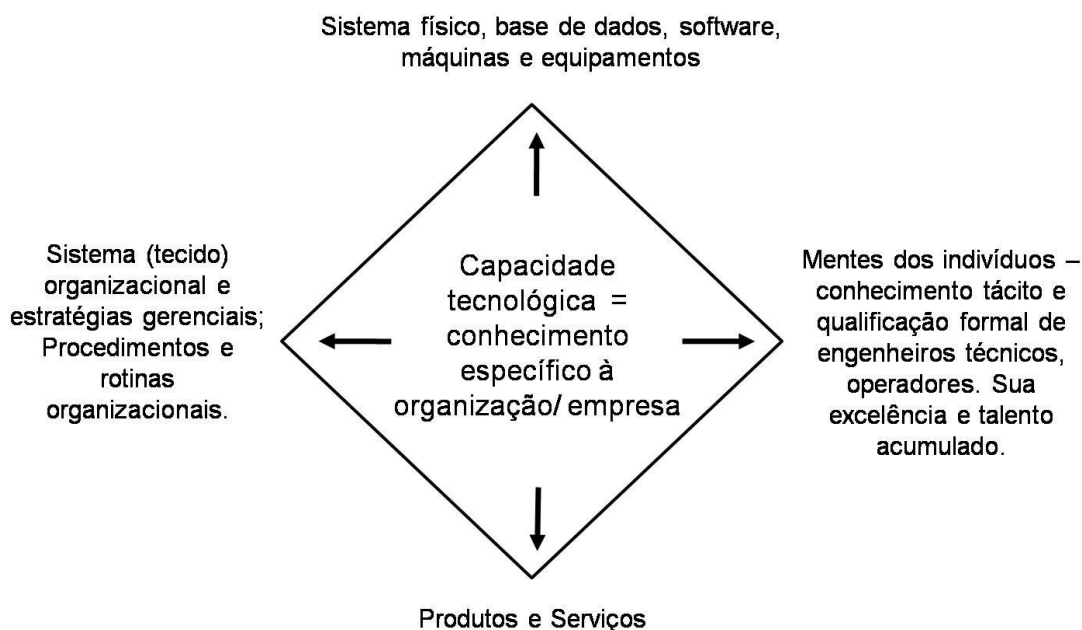 Sistema físico, base de dados, software,
máquinas e equipamentos
Sistema (tecido)
organizacional e
estratégias gerenciais;
Procedimentos e
rotinas
organizacionais.
Capacidade
tecnológica =
conhecimento
específico à
organização/ empresa
Mentes dos indivíduos –
conhecimento tácito e
qualificação formal de
engenheiros técnicos,
operadores. Sua
excelência e talento
acumulado.
Produtos e Serviços